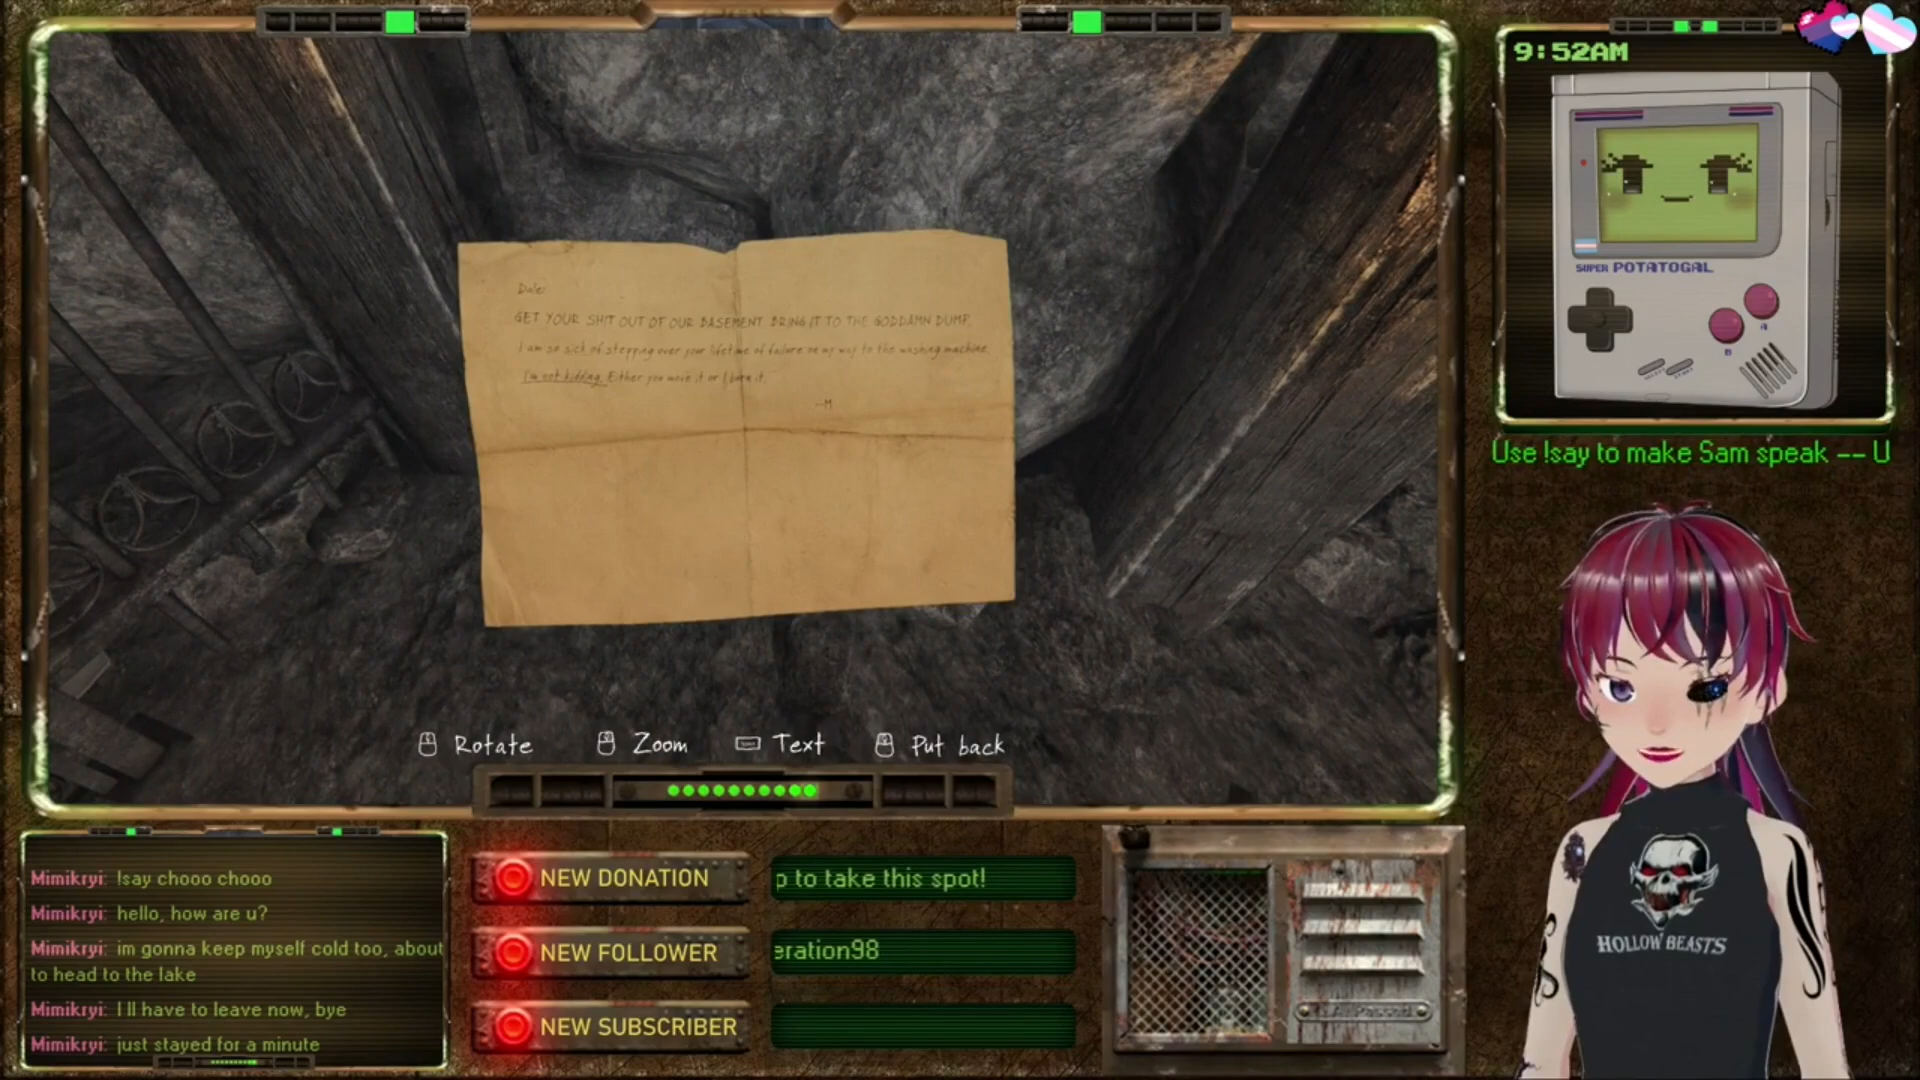 9:52AM
SUPER POTATOGAL
Dale:
GET YOUR SHIT OUT OF OUR BASEMENT. BRING IT TO THE GODDAMN DUMP.
I am so sick of stepping over your lifetime of failure on my way to the washing machine.
I'm not kidding. Either you move it or I burn it.
—M
Use !say to make Sam speak -- U
Rotate
Zoom
Text
Put back
HOLLOW BEASTS
Mimikryi: !say chooo chooo
Mimikryi: hello, how are u?
Mimikryi: im gonna keep myself cold too, about
to head to the lake
Mimikryi: I ll have to leave now, bye
Mimikryi: just stayed for a minute
NEW DONATION
p to take this spot!
NEW FOLLOWER
eration98
NEW SUBSCRIBER